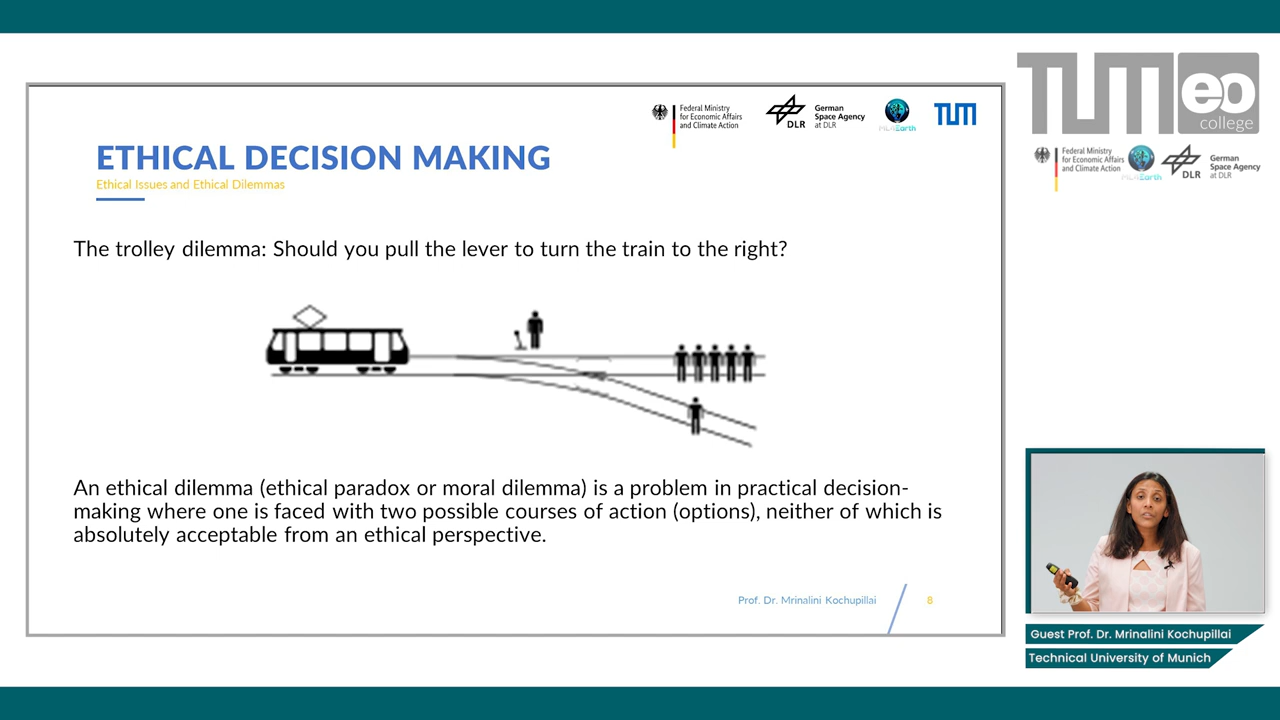 ETHICAL DECISION MAKING
Ethical Issues and Ethical Dilemmas
Federal Ministry
for Economic Affairs
and Climate Action
DLR
German
Space Agency
at DLR
ML4Earth
TUM
The trolley dilemma: Should you pull the lever to turn the train to the right?
An ethical dilemma (ethical paradox or moral dilemma) is a problem in practical decision-
making where one is faced with two possible courses of action (options), neither of which is
absolutely acceptable from an ethical perspective.
Prof. Dr. Mrinalini Kochupillai
8
TUM
eo
college
Federal Ministry
for Economic Affairs
and Climate Action
ML4Earth
DLR
German
Space Agency
at DLR
Guest Prof. Dr. Mrinalini Kochupillai
Technical University of Munich